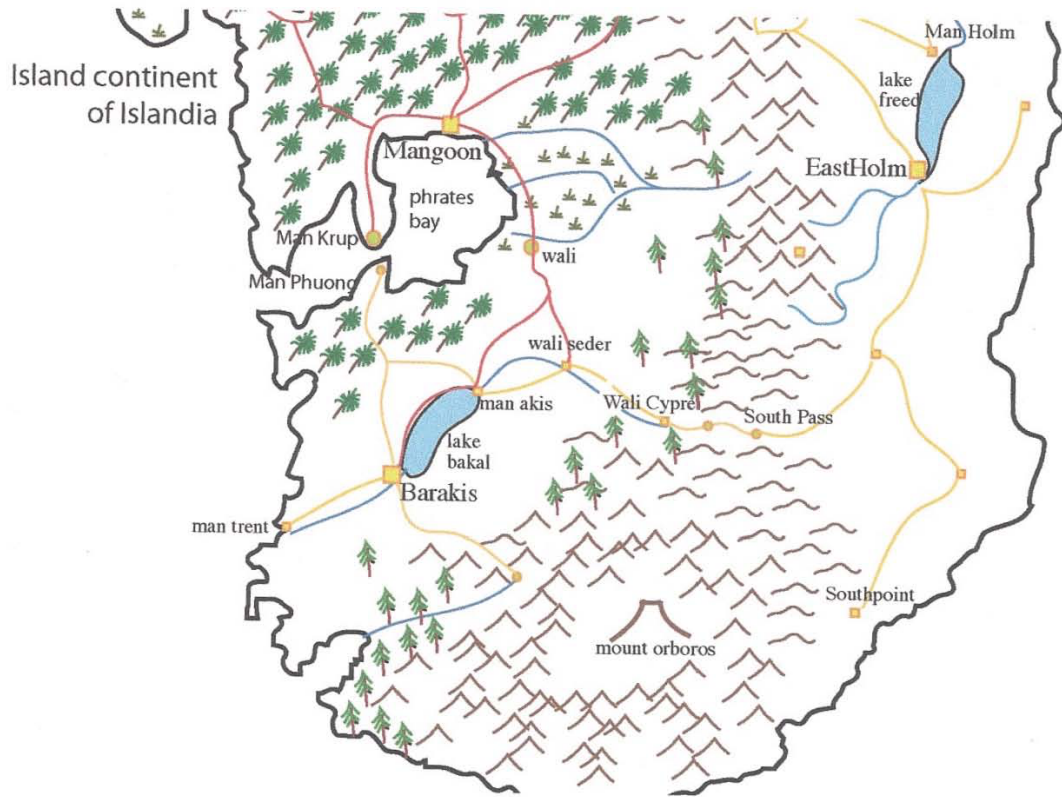 Island continent
of Islandia
Man Holm
lake
freed
Mangoon
EastHolm
phrates
bay
Man Krup
wali
Man Phuong
wali seder
man akis
Wali Cypre
South Pass
lake
bakal
Barakis
man trent
Southpoint
mount orboros